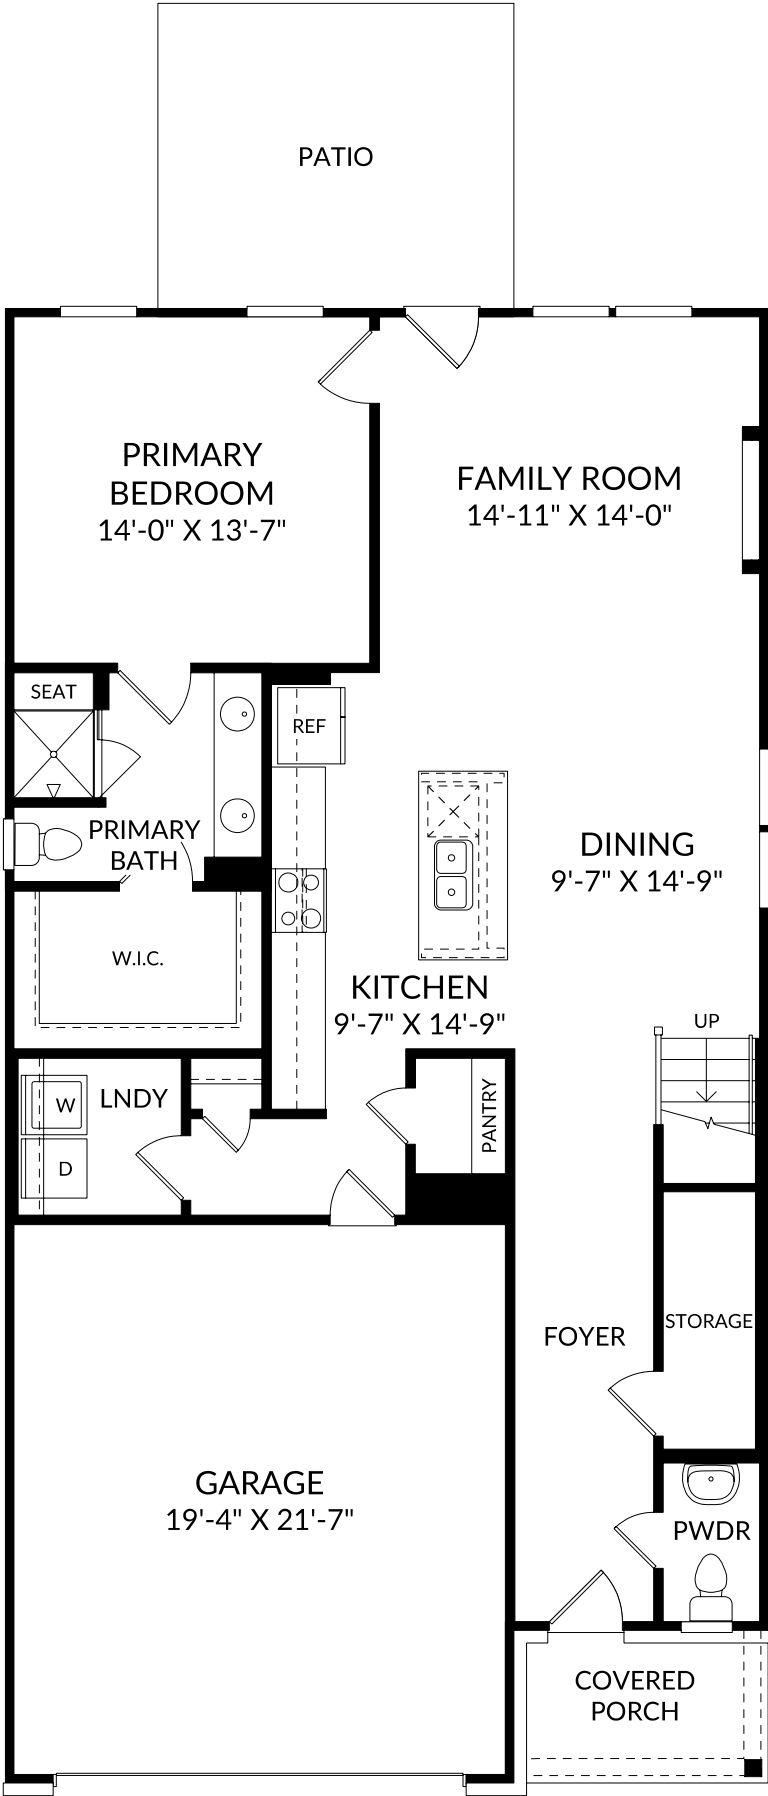 PATIO
PRIMARY
BEDROOM
14'-0" X 13'-7"
FAMILY ROOM
14'-11" X 14'-0"
SEAT
REF
PRIMARY
BATH
DINING
9'-7" X 14'-9"
W.I.C.
KITCHEN
9'-7" X 14'-9"
UP
W
LNDY
PANTRY
D
STORAGE
FOYER
GARAGE
19'-4" X 21'-7"
PWDR
COVERED
PORCH